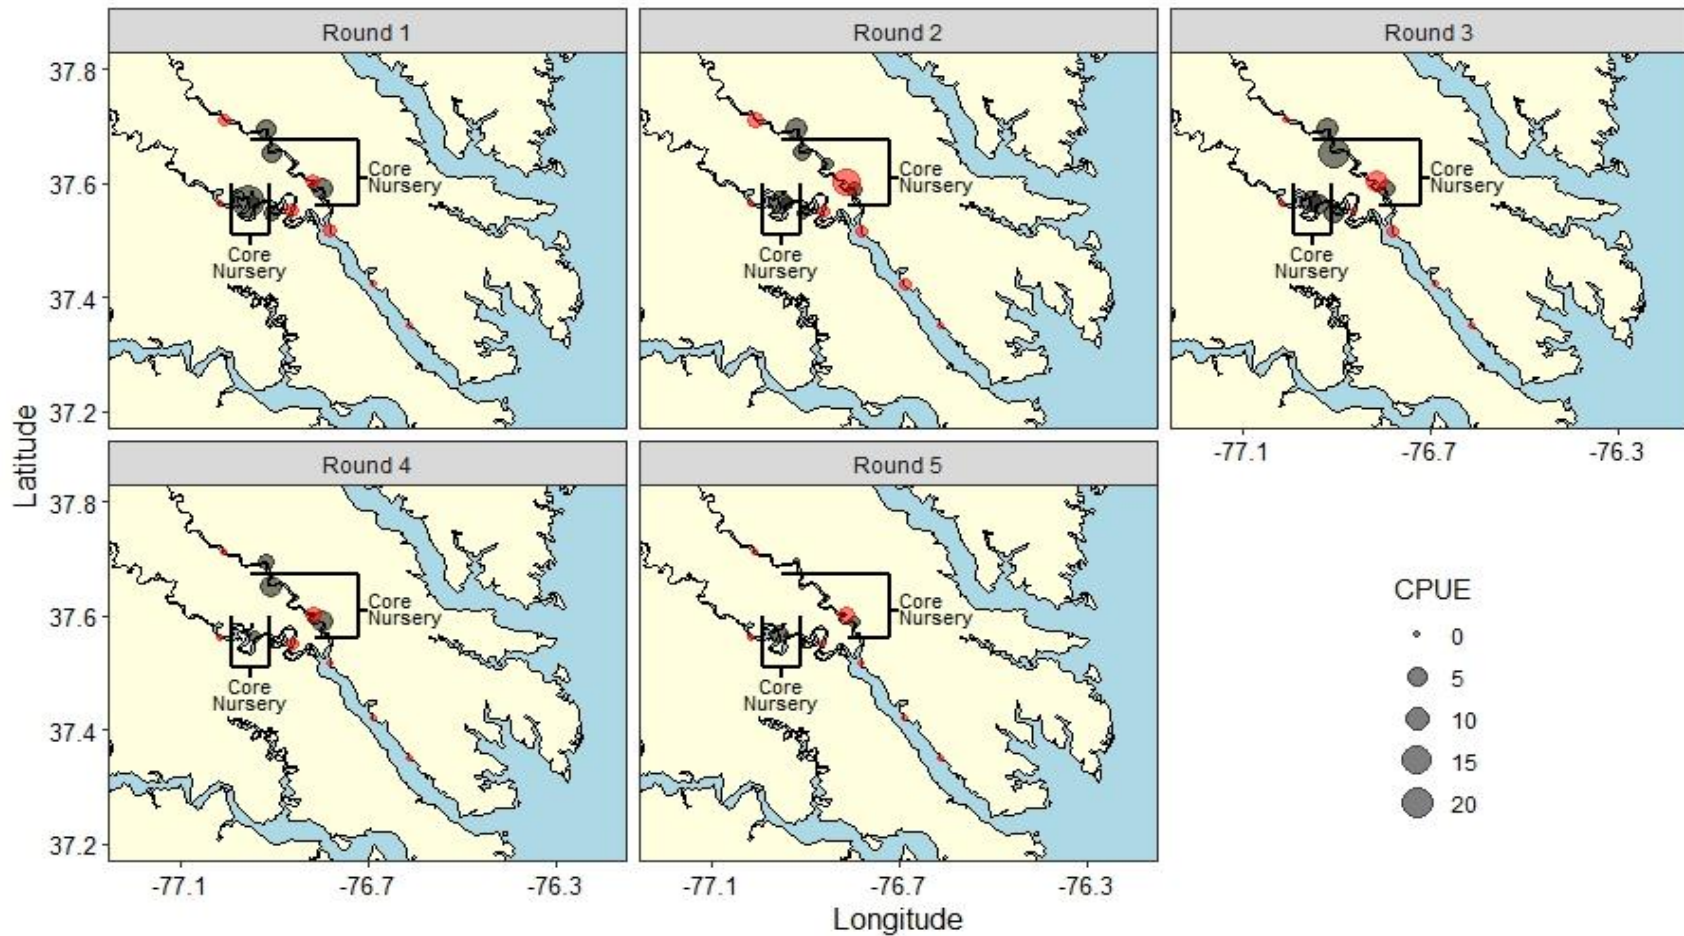 Round 1
Round 2
Round 3
37.8
37.6
37.4
37.2
Core
Nursery
Core
Nursery
Core
Nursery
Core
Nursery
Core
Nursery
Core
Nursery
-77.1
-76.7
-76.3
Latitude
Round 4
Round 5
37.8
37.6
37.4
37.2
Core
Nursery
Core
Nursery
Core
Nursery
Core
Nursery
-77.1
-76.7
-76.3
-77.1
-76.7
-76.3
Longitude
CPUE
0
5
10
15
20